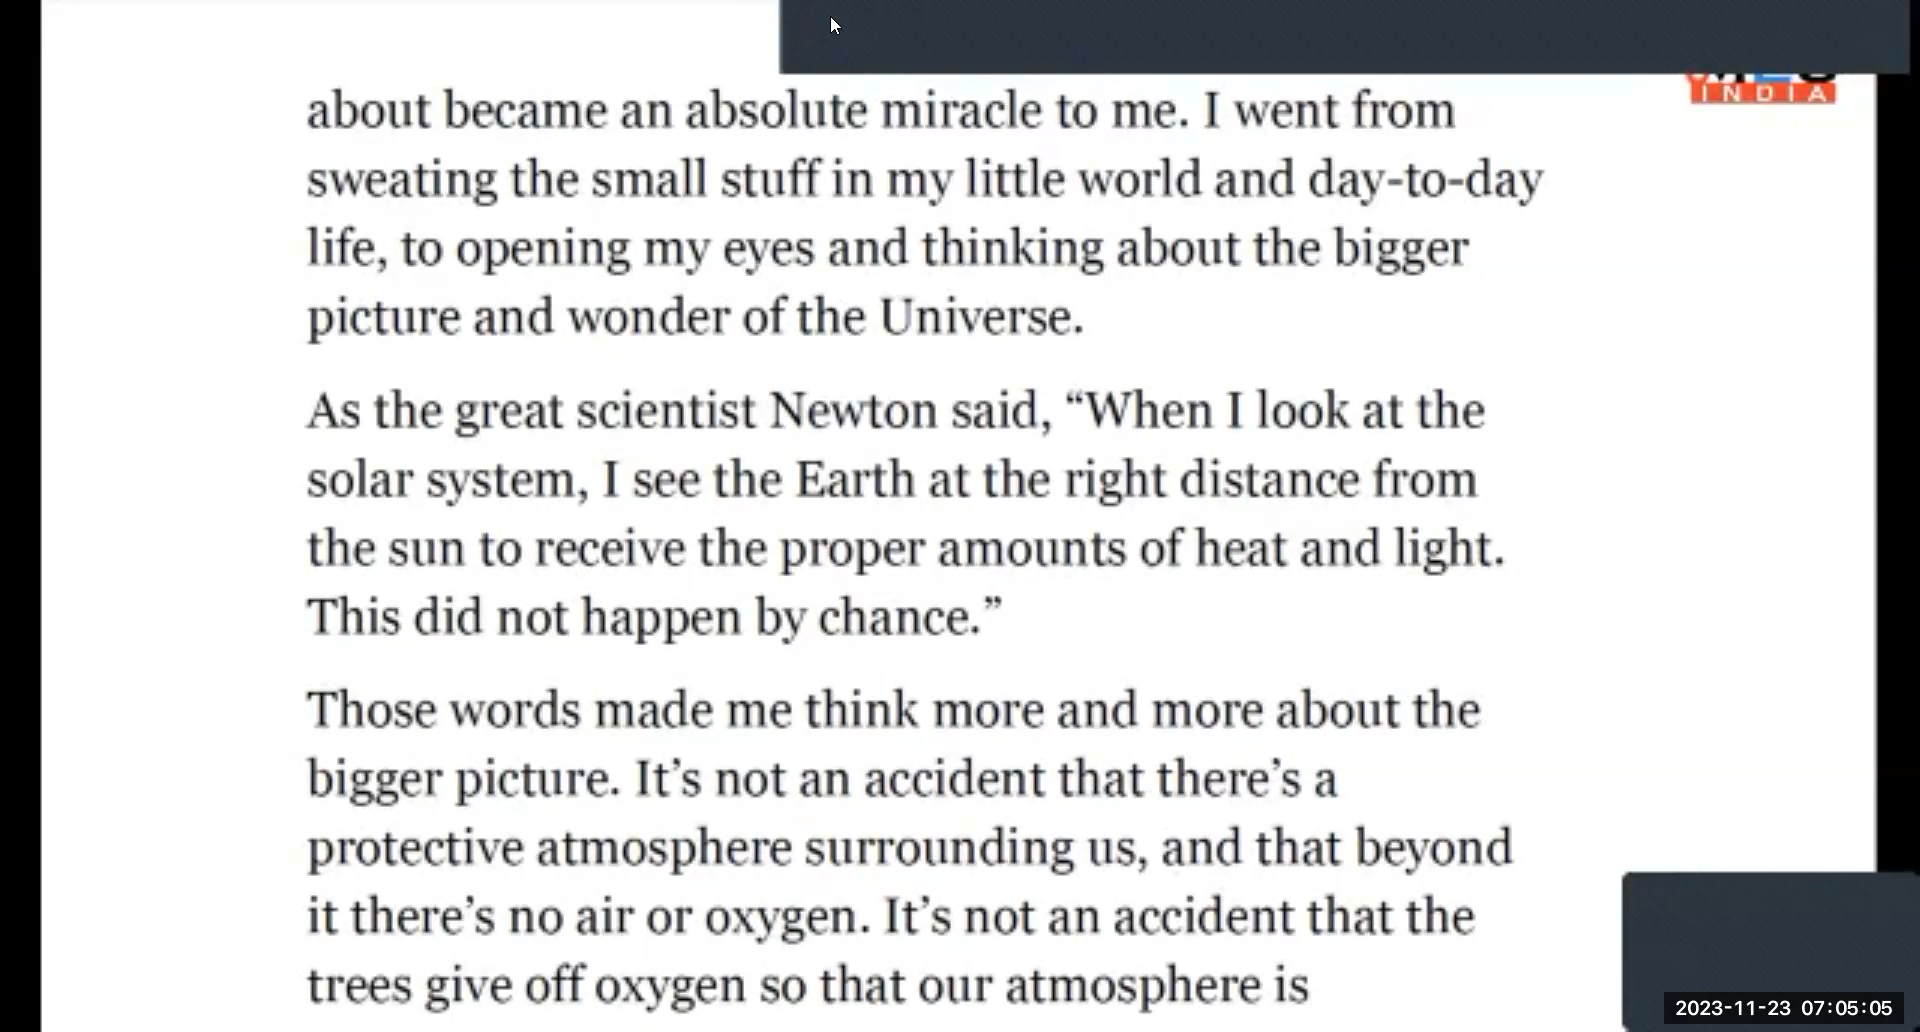 INDIA
about became an absolute miracle to me. I went from
sweating the small stuff in my little world and day-to-day
life, to opening my eyes and thinking about the bigger
picture and wonder of the Universe.
As the great scientist Newton said, “When I look at the
solar system, I see the Earth at the right distance from
the sun to receive the proper amounts of heat and light.
This did not happen by chance.”
Those words made me think more and more about the
bigger picture. It’s not an accident that there’s a
protective atmosphere surrounding us, and that beyond
it there’s no air or oxygen. It’s not an accident that the
trees give off oxygen so that our atmosphere is
2023-11-23 07:05:05